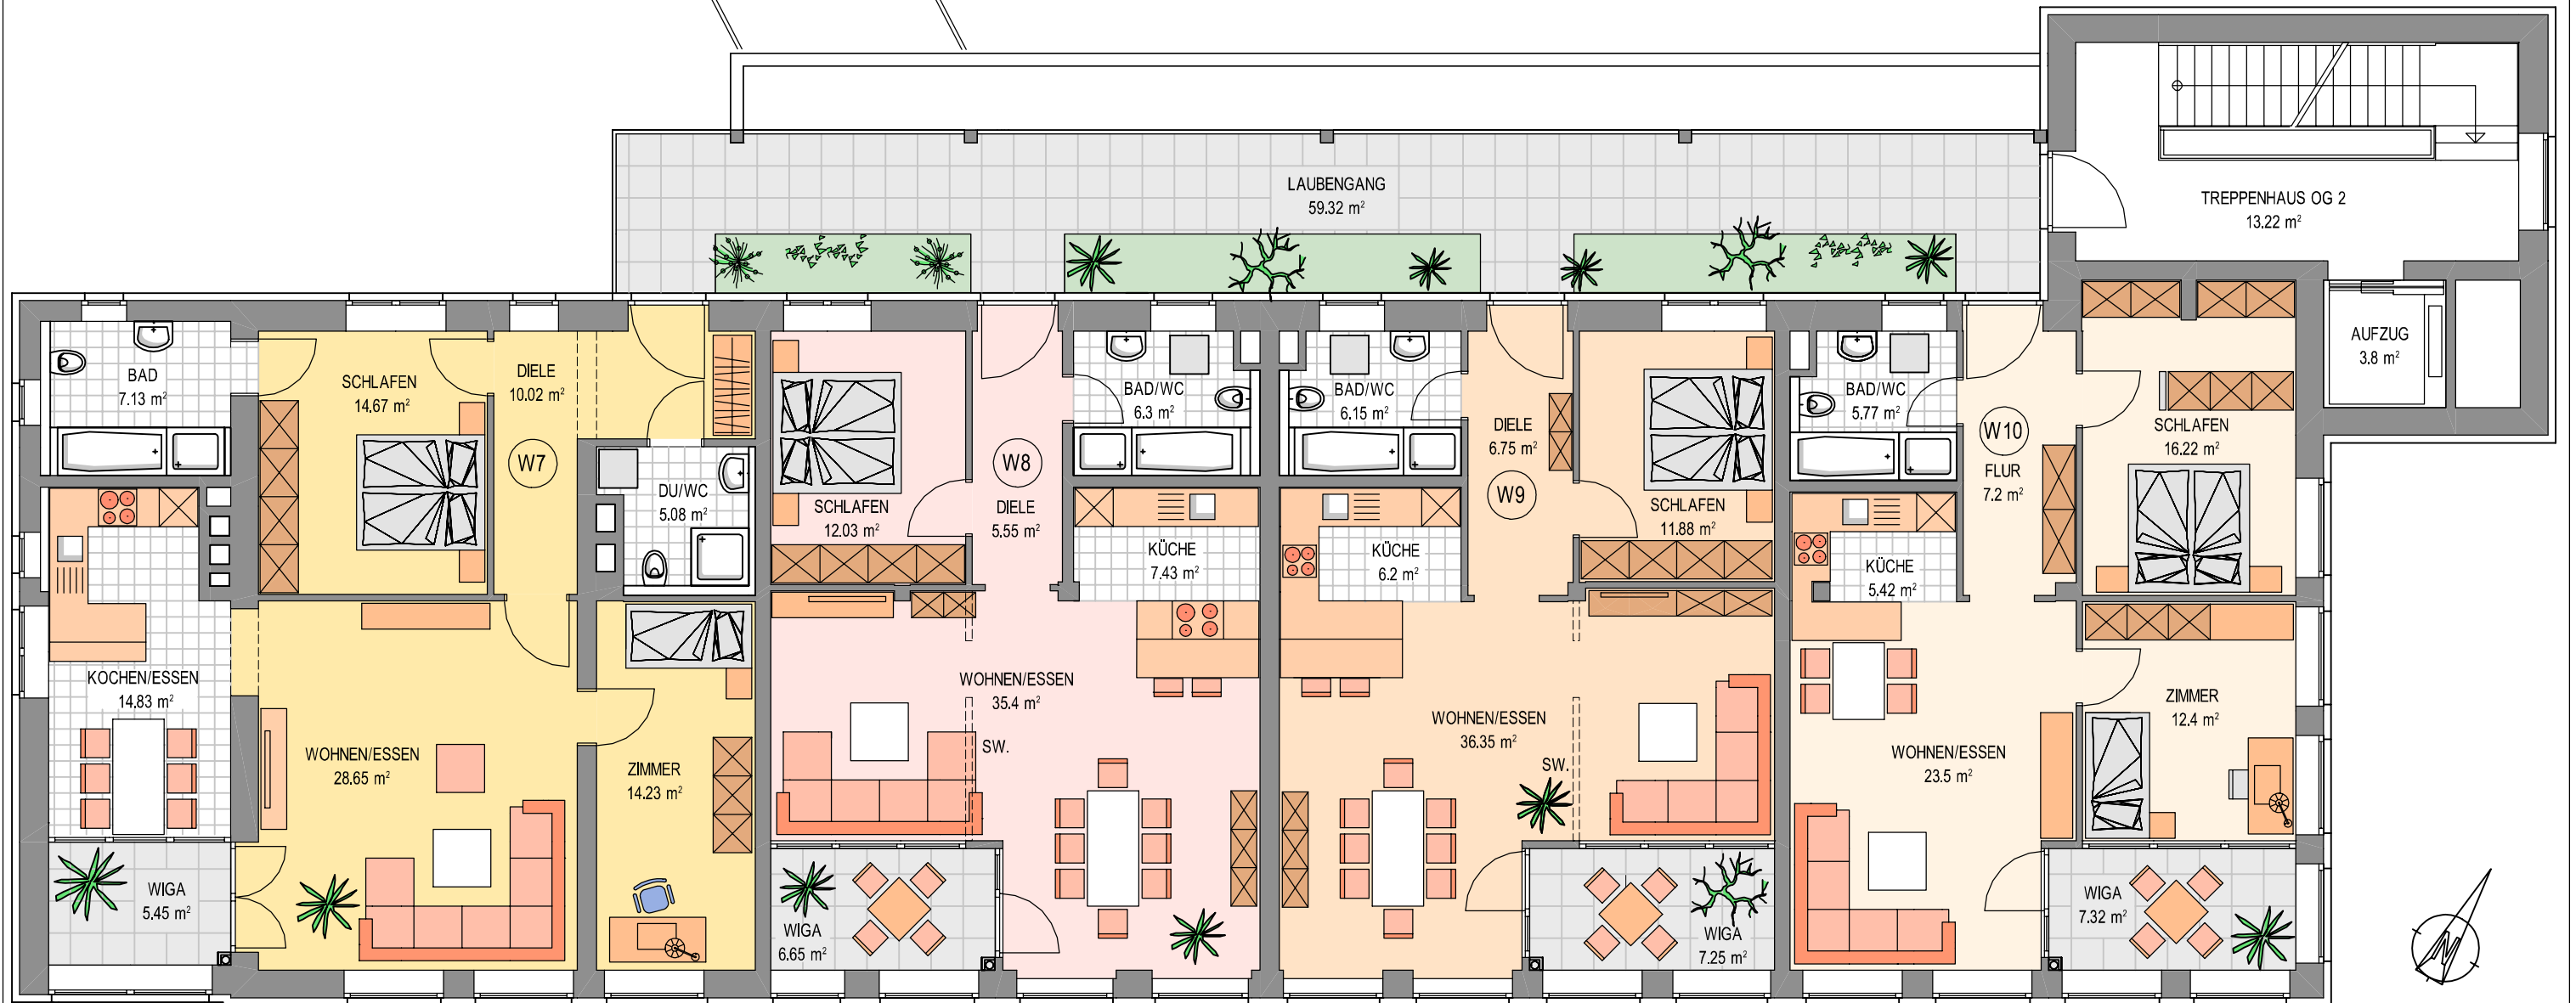 LAUBENGANG
59.32 m²
TREPPENHAUS OG 2
13.22 m²
AUFZUG
3.8 m²
BAD
7.13 m²
SCHLAFEN
14.67 m²
DIELE
10.02 m²
W7
DU/WC
5.08 m²
KOCHEN/ESSEN
14.83 m²
WOHNEN/ESSEN
28.65 m²
ZIMMER
14.23 m²
WIGA
5.45 m²
SCHLAFEN
12.03 m²
W8
DIELE
5.55 m²
BAD/WC
6.3 m²
KÜCHE
7.43 m²
WOHNEN/ESSEN
35.4 m²
SW.
WIGA
6.65 m²
BAD/WC
6.15 m²
DIELE
6.75 m²
W9
KÜCHE
6.2 m²
SCHLAFEN
11.88 m²
WOHNEN/ESSEN
36.35 m²
SW.
WIGA
7.25 m²
BAD/WC
5.77 m²
W10
FLUR
7.2 m²
SCHLAFEN
16.22 m²
KÜCHE
5.42 m²
ZIMMER
12.4 m²
WOHNEN/ESSEN
23.5 m²
WIGA
7.32 m²
N